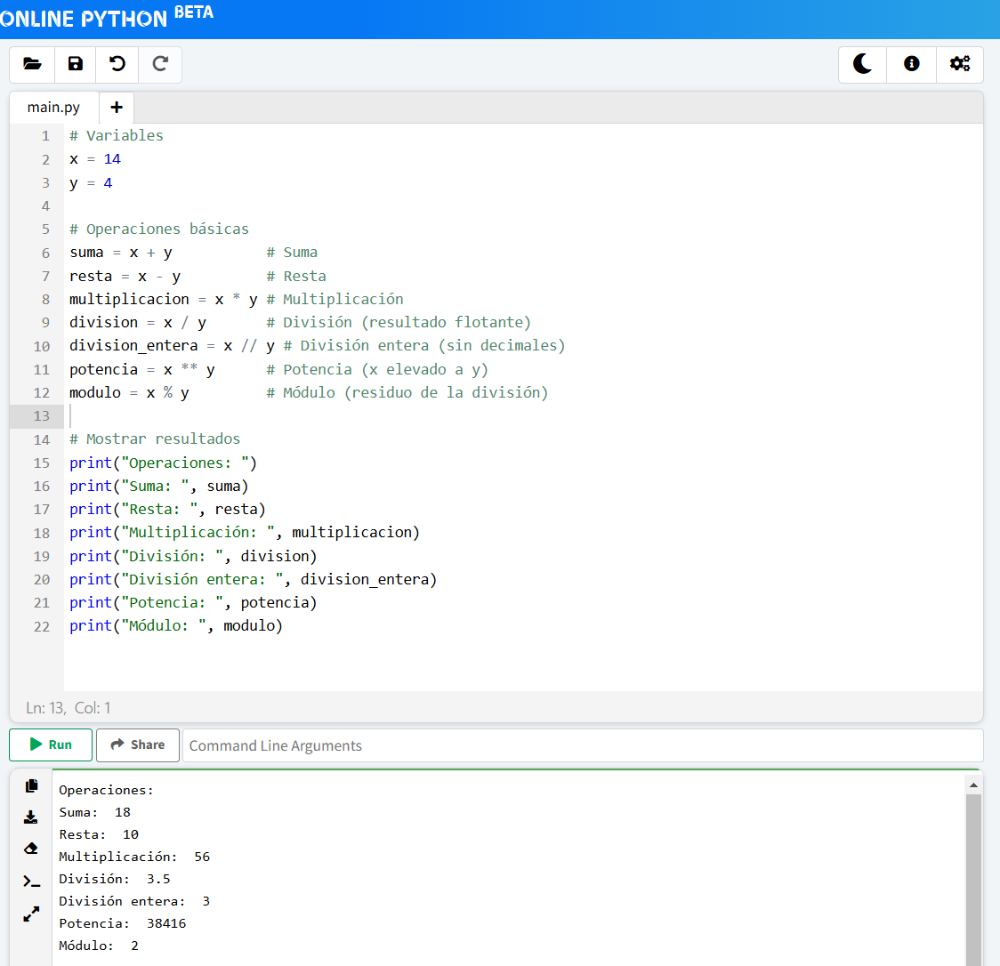 ONLINE PYTHON BETA
main.py
1 # Variables
2 x = 14
3 y = 4
4
5 # Operaciones básicas
6 suma = x + y           # Suma
7 resta = x - y          # Resta
8 multiplicacion = x * y # Multiplicación
9 division = x / y       # División (resultado flotante)
10 division_entera = x // y # División entera (sin decimales)
11 potencia = x ** y      # Potencia (x elevado a y)
12 modulo = x % y         # Módulo (residuo de la división)
13
14 # Mostrar resultados
15 print("Operaciones: ")
16 print("Suma: ", suma)
17 print("Resta: ", resta)
18 print("Multiplicación: ", multiplicacion)
19 print("División: ", division)
20 print("División entera: ", division_entera)
21 print("Potencia: ", potencia)
22 print("Módulo: ", modulo)
Ln: 13, Col: 1
Run Share Command Line Arguments
Operaciones:
Suma:  18
Resta:  10
Multiplicación:  56
División:  3.5
División entera:  3
Potencia:  38416
Módulo:  2